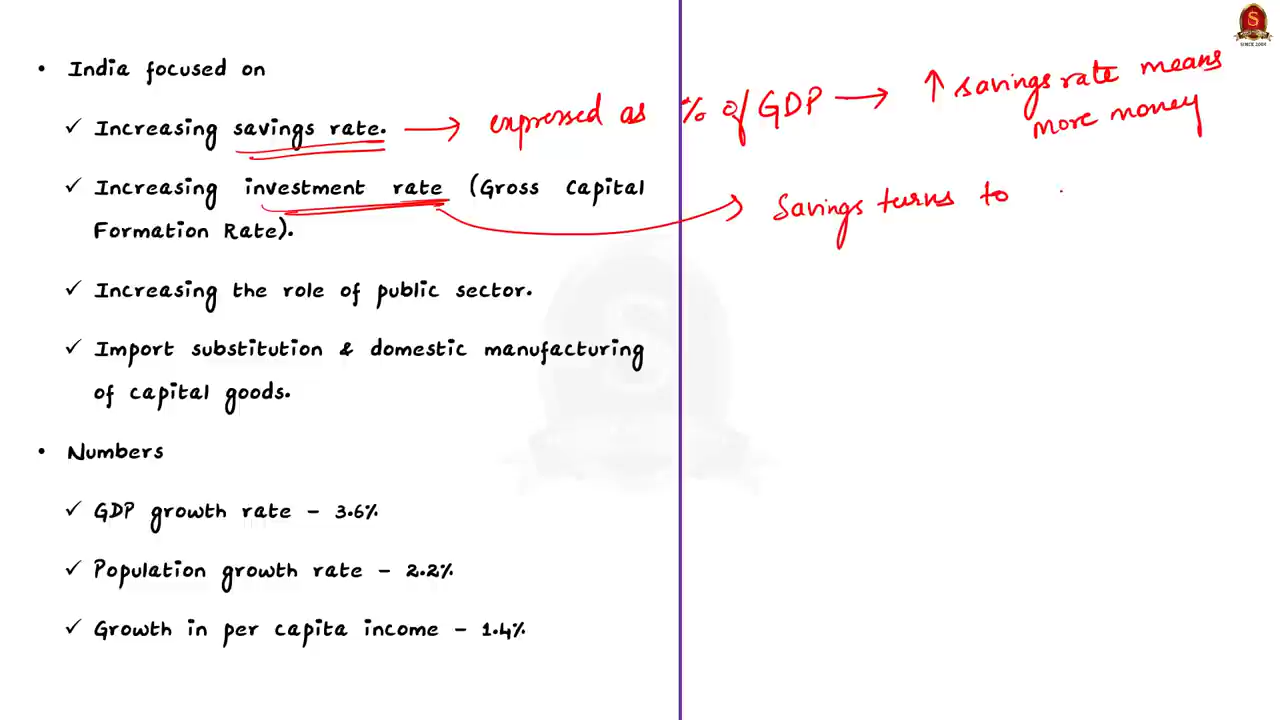 • India focused on
✓ Increasing savings rate. → expressed as % of GDP → ↑ savings rate means
more money
✓ Increasing investment rate (Gross Capital
Formation Rate).
Savings turns to
✓ Increasing the role of public sector.
✓ Import substitution & domestic manufacturing
of capital goods.
• Numbers
✓ GDP growth rate - 3.6%
✓ Population growth rate - 2.2%
✓ Growth in per capita income - 1.4%
S
SINCE 2004